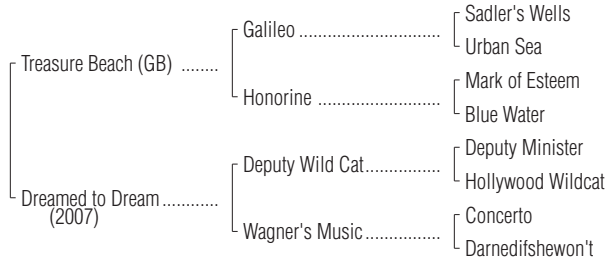 Sadler's Wells
Galileo ..............................
Urban Sea
Treasure Beach (GB) ........
Mark of Esteem
Honorine ..........................
Blue Water
Deputy Minister
Deputy Wild Cat................
Hollywood Wildcat
Dreamed to Dream............
(2007)
Concerto
Wagner's Music................
Darnedifshewon't